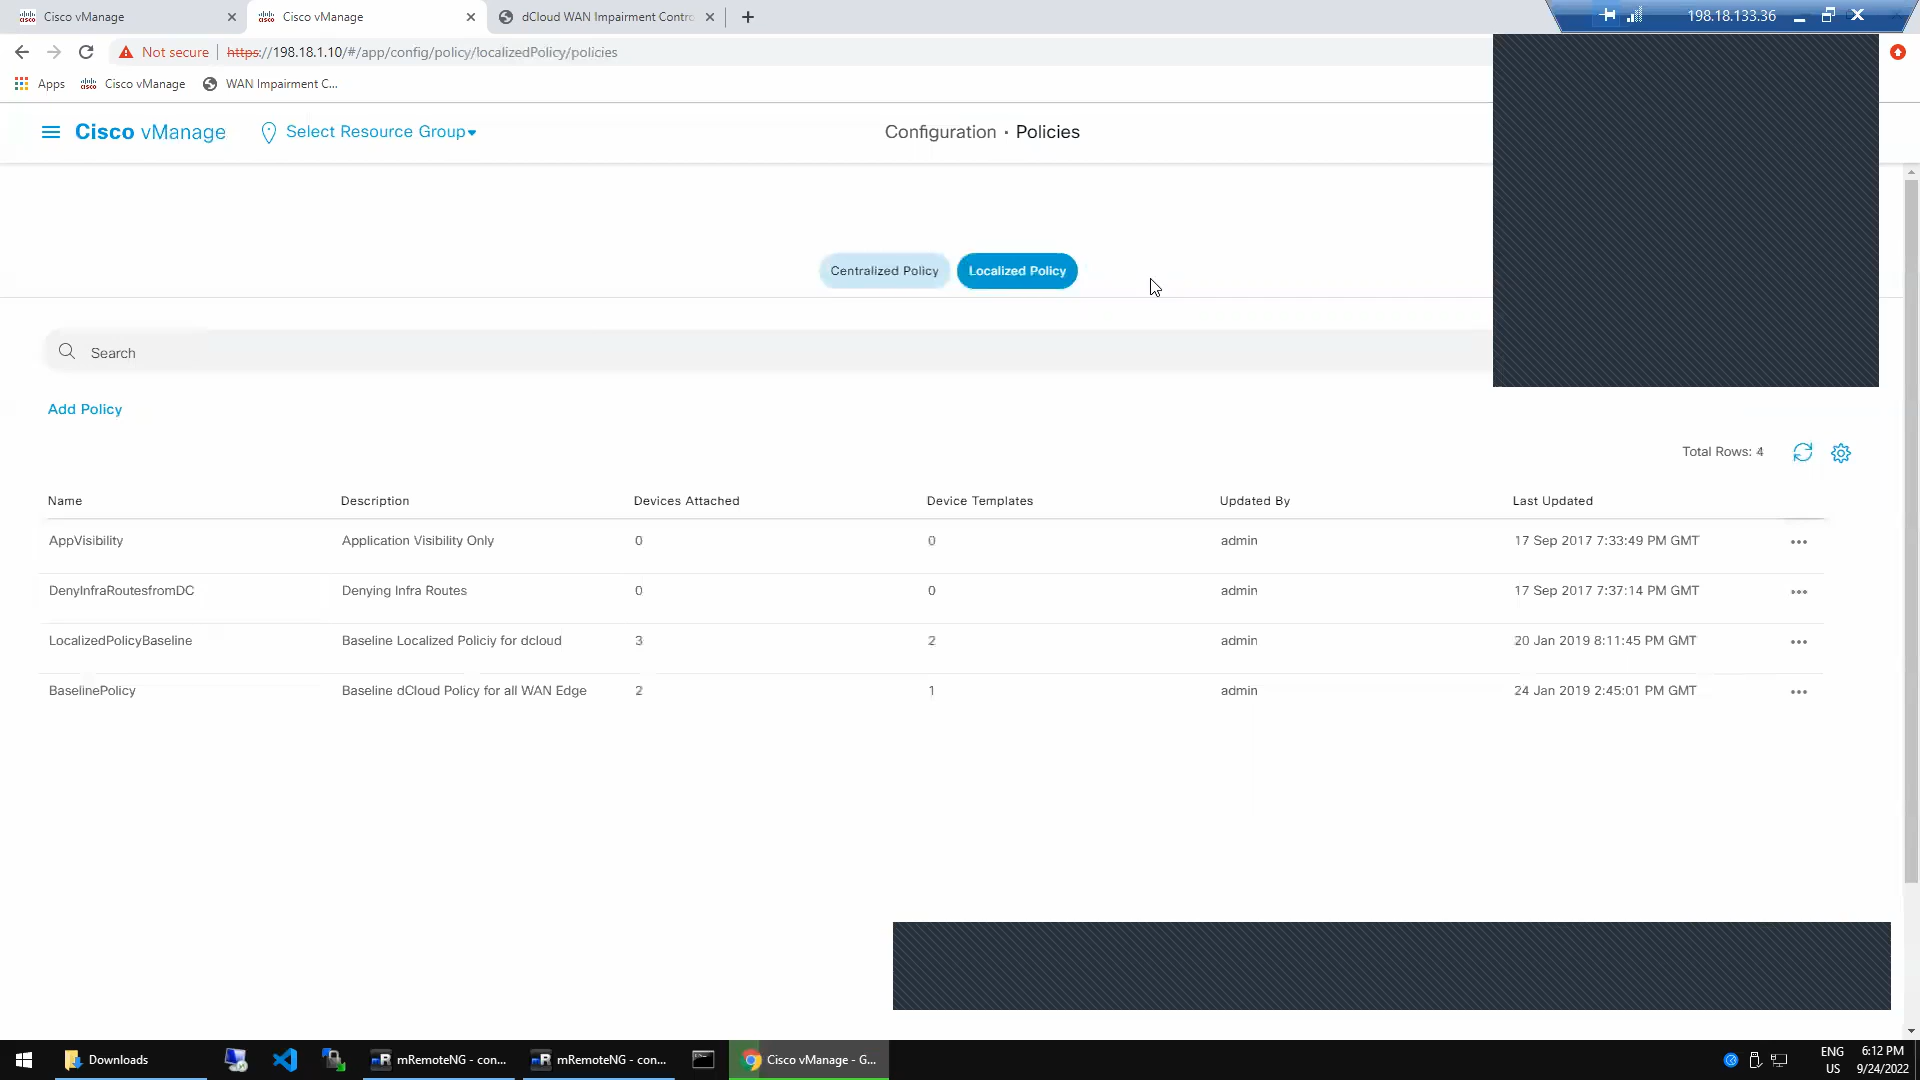 Cisco vManage
Cisco vManage
dCloud WAN Impairment Contro
198.18.133.36
Not secure
https://198.18.1.10/#/app/config/policy/localizedPolicy/policies
Apps
Cisco vManage
WAN Impairment C...
Cisco vManage
Select Resource Group
Configuration · Policies
Centralized Policy
Localized Policy
Search
Add Policy
Total Rows: 4
Name Description Devices Attached Device Templates Updated By Last Updated
AppVisibility Application Visibility Only 0 0 admin 17 Sep 2017 7:33:49 PM GMT
DenyInfraRoutesfromDC Denying Infra Routes 0 0 admin 17 Sep 2017 7:37:14 PM GMT
LocalizedPolicyBaseline Baseline Localized Policiy for dcloud 3 2 admin 20 Jan 2019 8:11:45 PM GMT
BaselinePolicy Baseline dCloud Policy for all WAN Edge 2 1 admin 24 Jan 2019 2:45:01 PM GMT
Downloads
mRemoteNG - con...
mRemoteNG - con...
Cisco vManage - G...
ENG
US
6:12 PM
9/24/2022